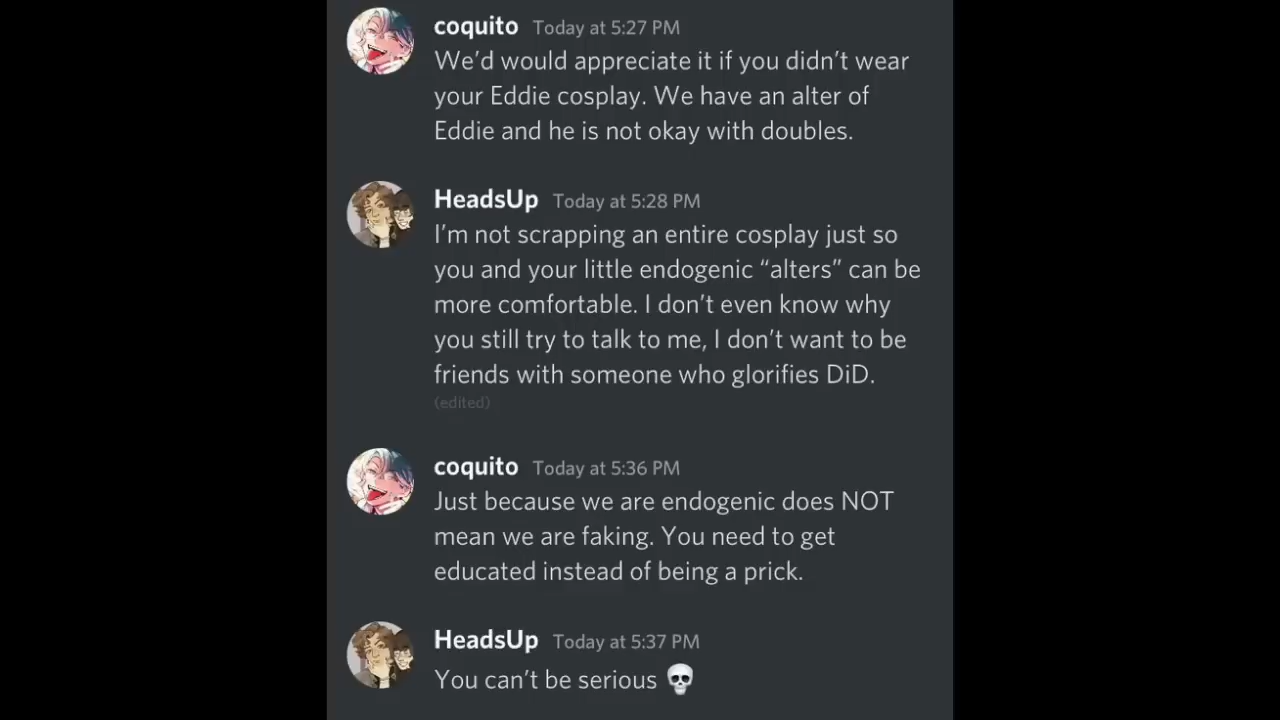 coquito Today at 5:27 PM
We’d would appreciate it if you didn’t wear
your Eddie cosplay. We have an alter of
Eddie and he is not okay with doubles.
HeadsUp Today at 5:28 PM
I’m not scrapping an entire cosplay just so
you and your little endogenic “alters” can be
more comfortable. I don’t even know why
you still try to talk to me, I don’t want to be
friends with someone who glorifies DiD.
(edited)
coquito Today at 5:36 PM
Just because we are endogenic does NOT
mean we are faking. You need to get
educated instead of being a prick.
HeadsUp Today at 5:37 PM
You can’t be serious 💀